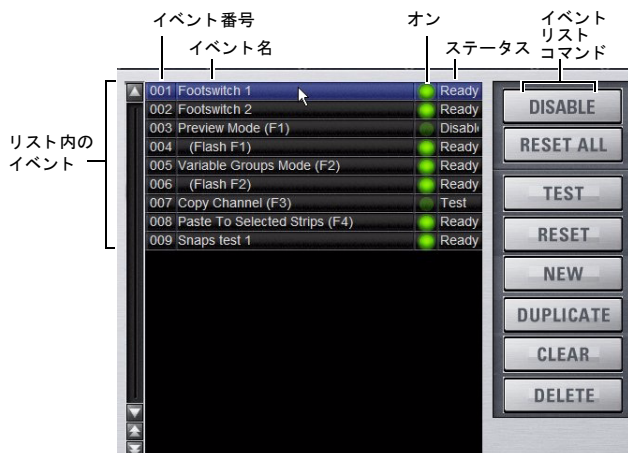 イベント番号
イベント名
オン
ステータス
イベント
リスト
コマンド
リスト内の
イベント
001 Footswitch 1 Ready
002 Footswitch 2 Ready
003 Preview Mode (F1) Disabl
004 (Flash F1) Ready
005 Variable Groups Mode (F2) Ready
006 (Flash F2) Ready
007 Copy Channel (F3) Test
008 Paste To Selected Strips (F4) Ready
009 Snaps test 1 Ready
DISABLE
RESET ALL
TEST
RESET
NEW
DUPLICATE
CLEAR
DELETE